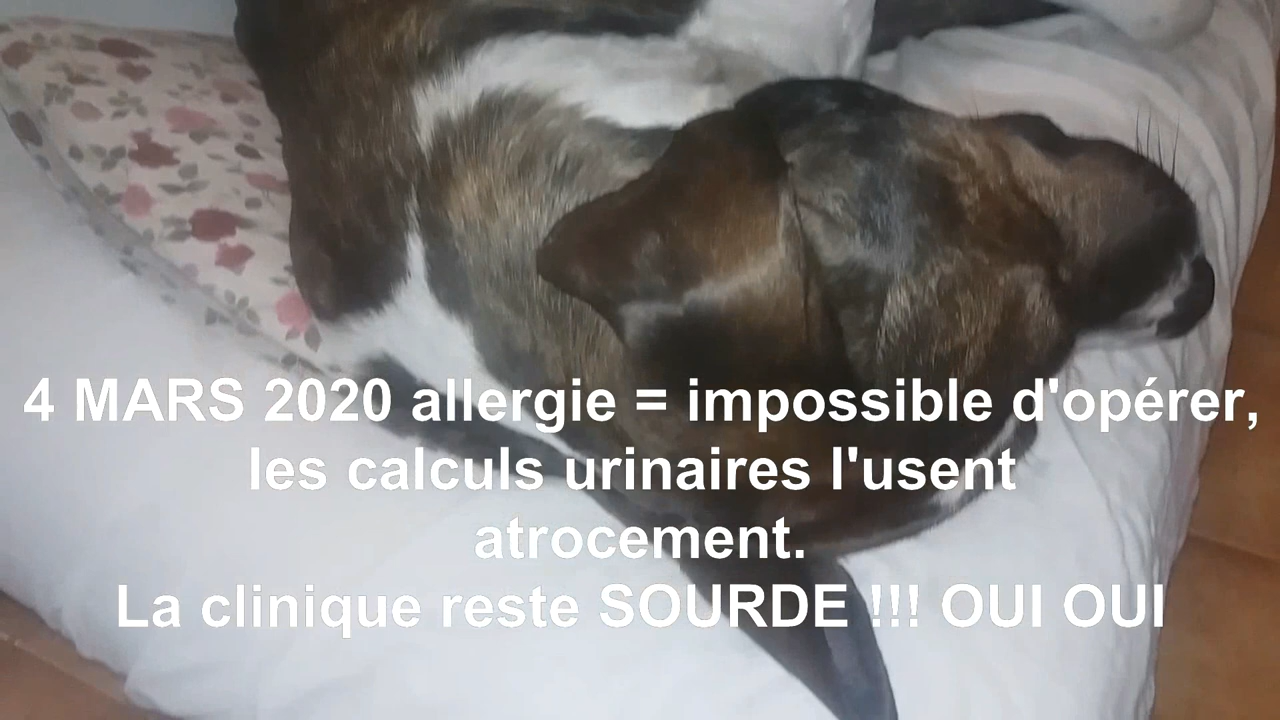 4 MARS 2020 allergie = impossible d'opérer,
les calculs urinaires l'usent
atrocement.
La clinique reste SOURDE !!! OUI OUI